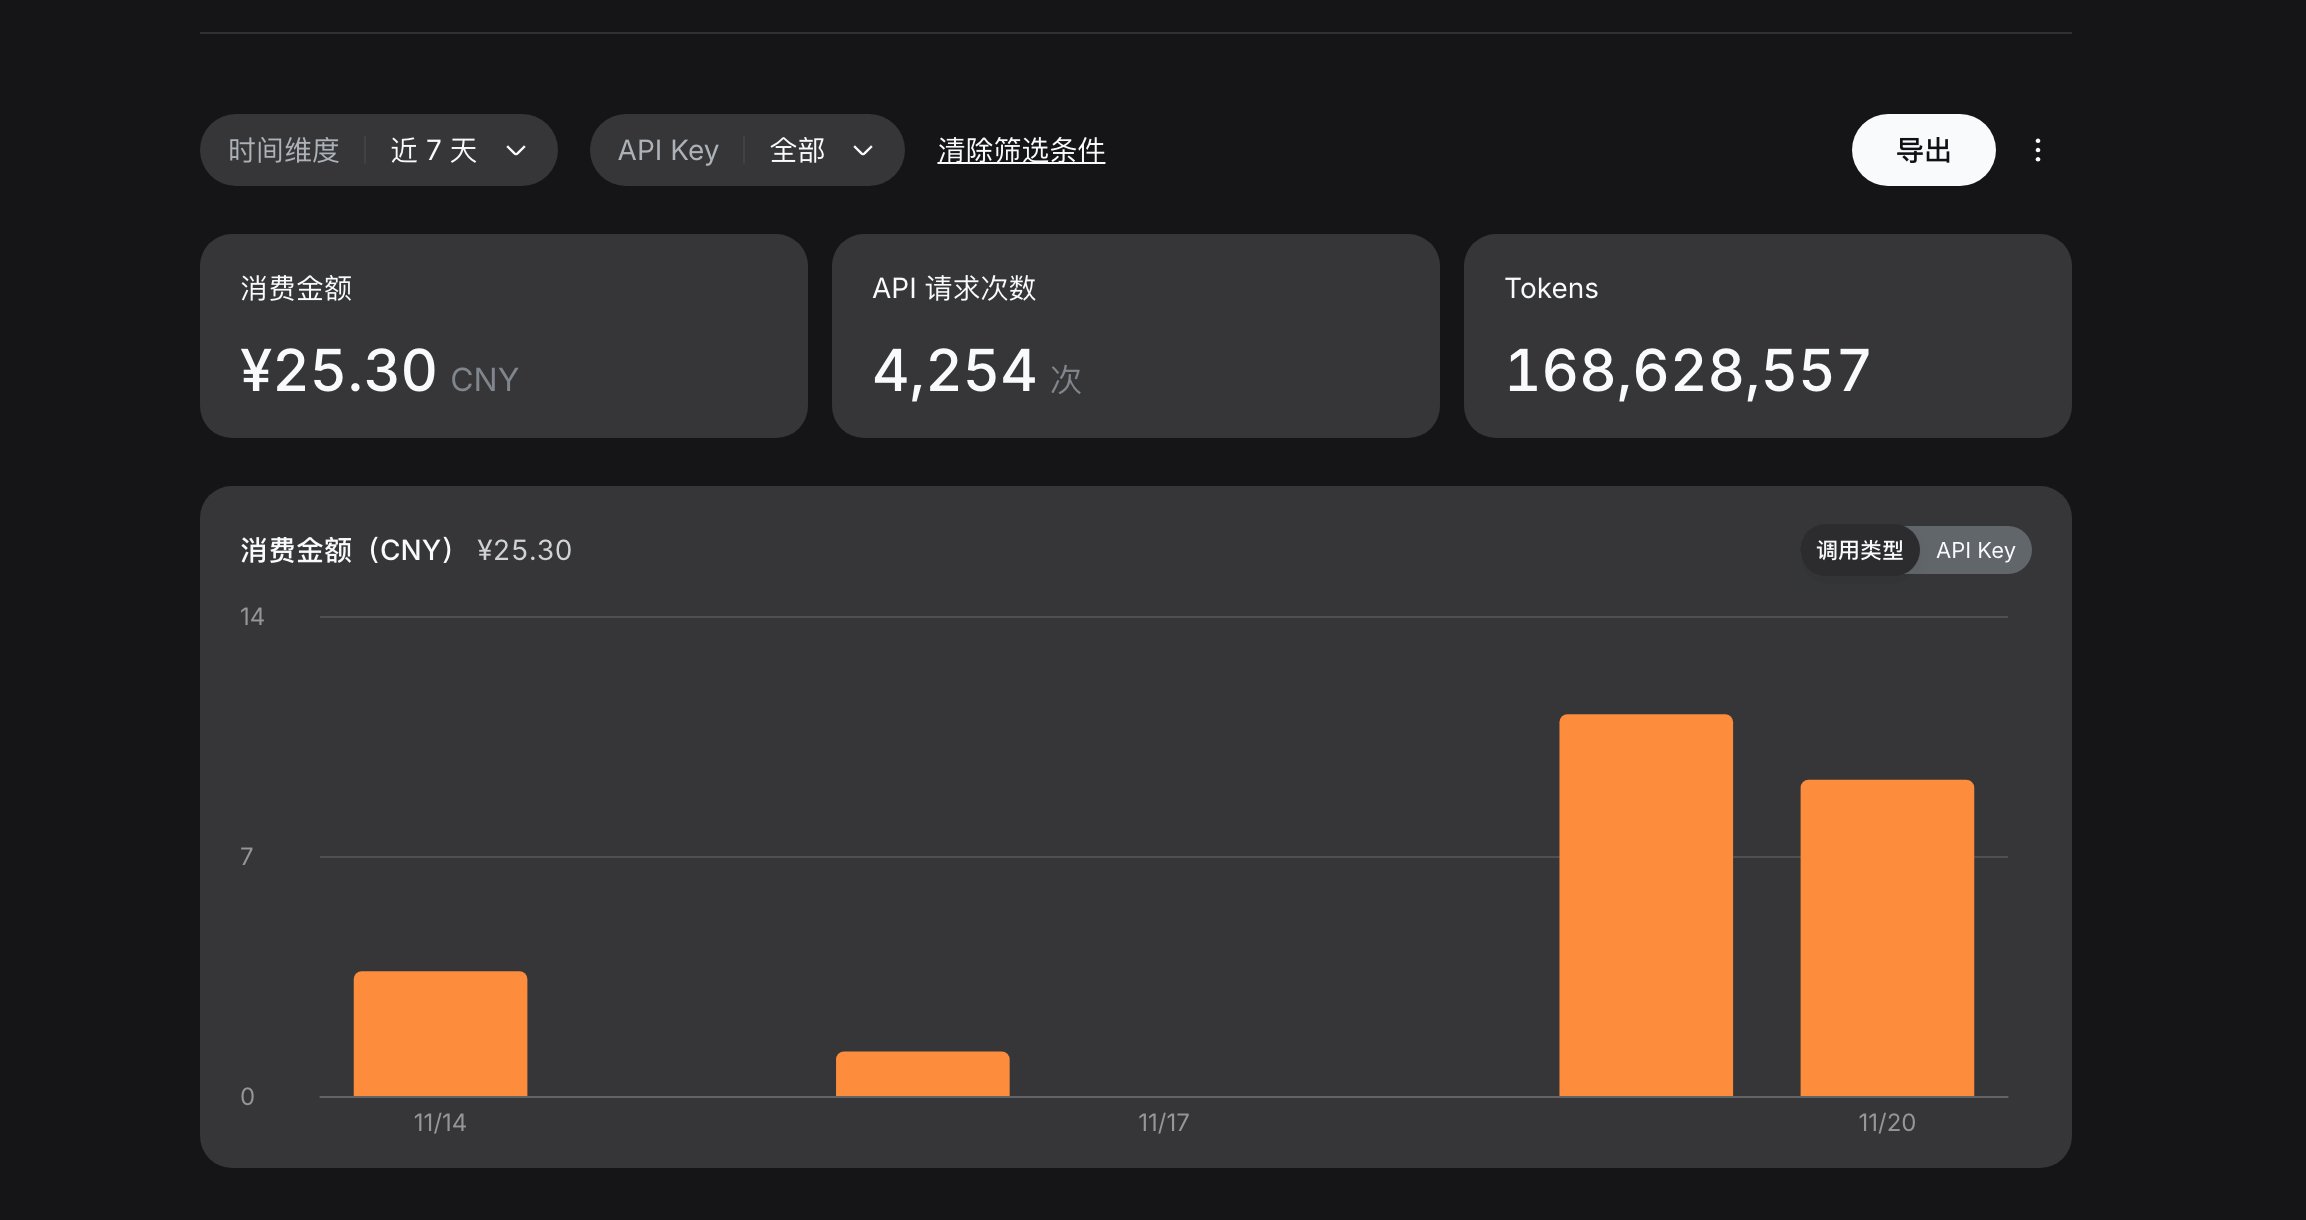 时间维度 近 7 天 API Key 全部 清除筛选条件 导出
消费金额 API 请求次数 Tokens
¥25.30 CNY 4,254 次 168,628,557
消费金额（CNY） ¥25.30 调用类型 API Key
14
7
0
11/14 11/17 11/20